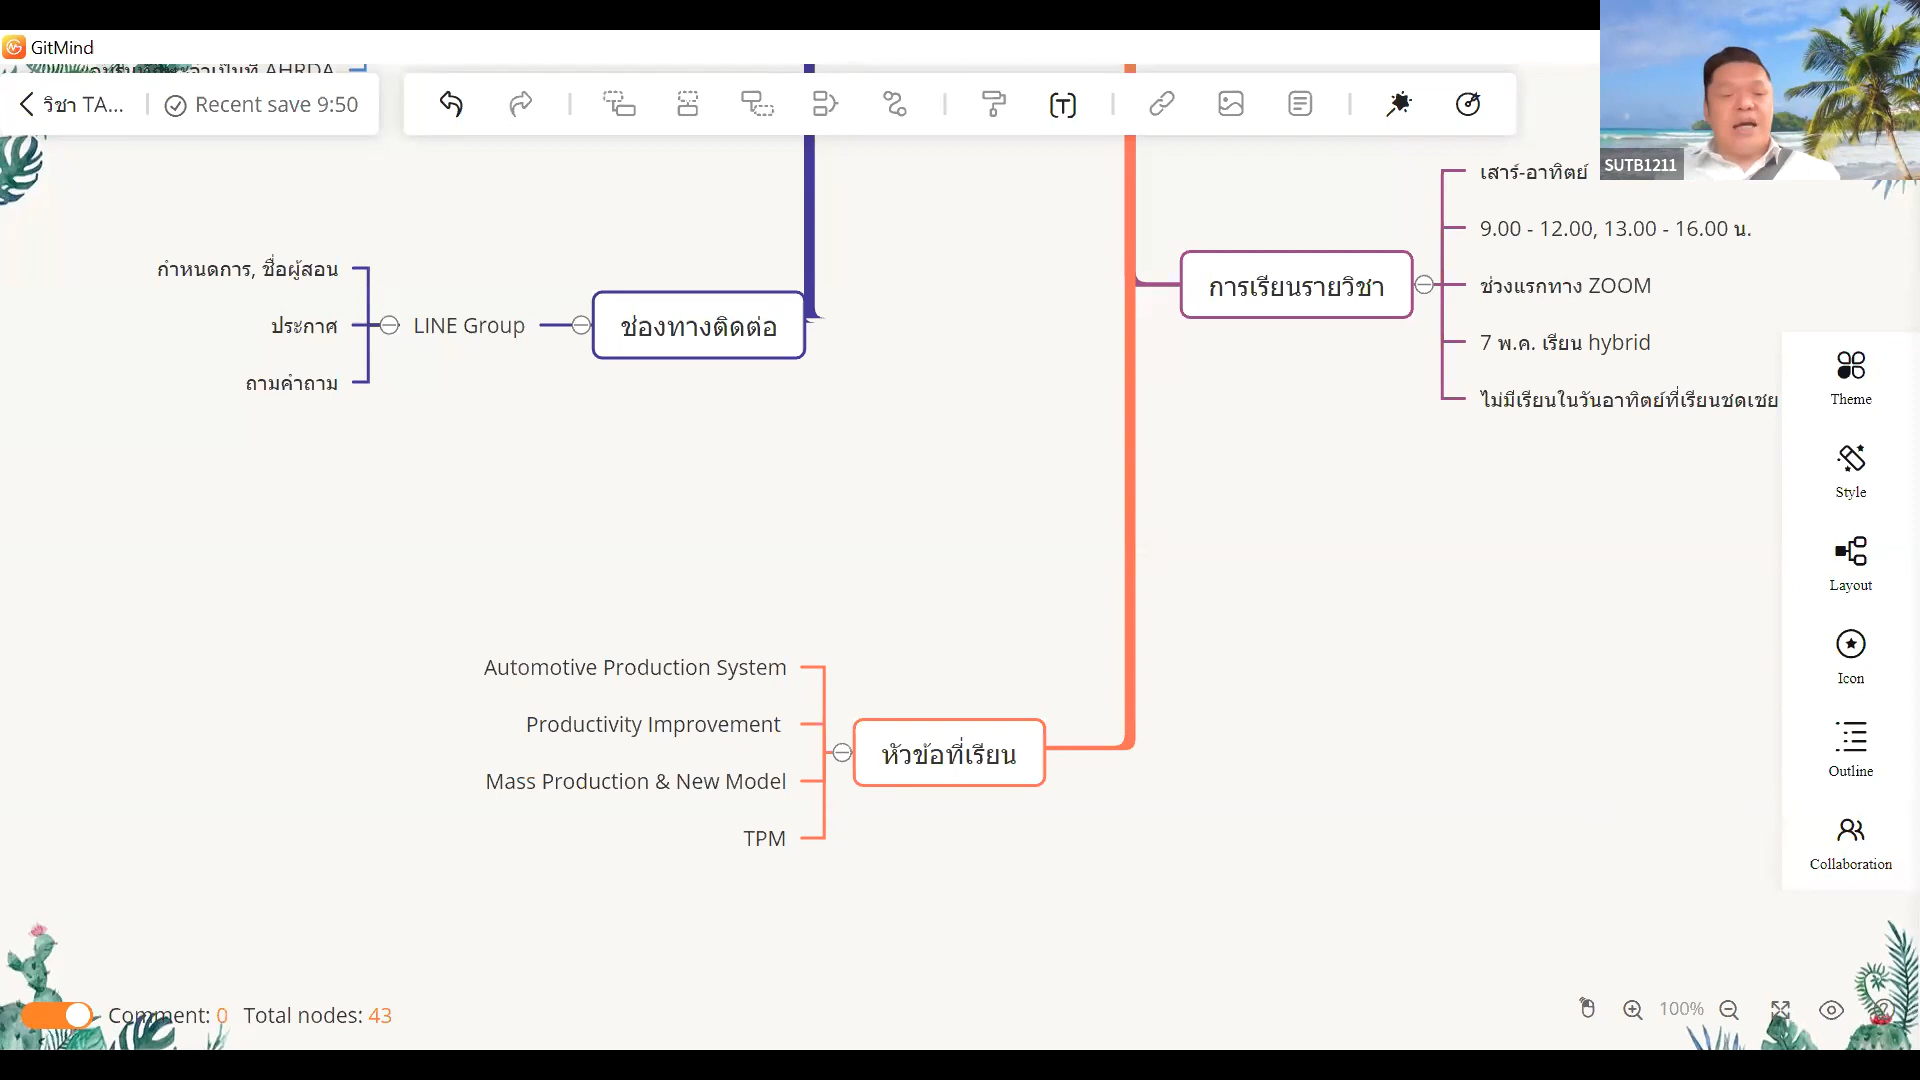 GitMind
วิชา TA...
Recent save 9:50
SUTB1211
กำหนดการ, ชื่อผู้สอน
ประกาศ
ถามคำถาม
LINE Group
ช่องทางติดต่อ
การเรียนรายวิชา
เสาร์-อาทิตย์
9.00 - 12.00, 13.00 - 16.00 น.
ช่วงแรกทาง ZOOM
7 พ.ค. เรียน hybrid
ไม่มีเรียนในวันอาทิตย์ที่เรียนชดเชย
Theme
Style
Layout
Icon
Outline
Collaboration
Automotive Production System
Productivity Improvement
Mass Production & New Model
TPM
หัวข้อที่เรียน
Comment: 0 Total nodes: 43
100%